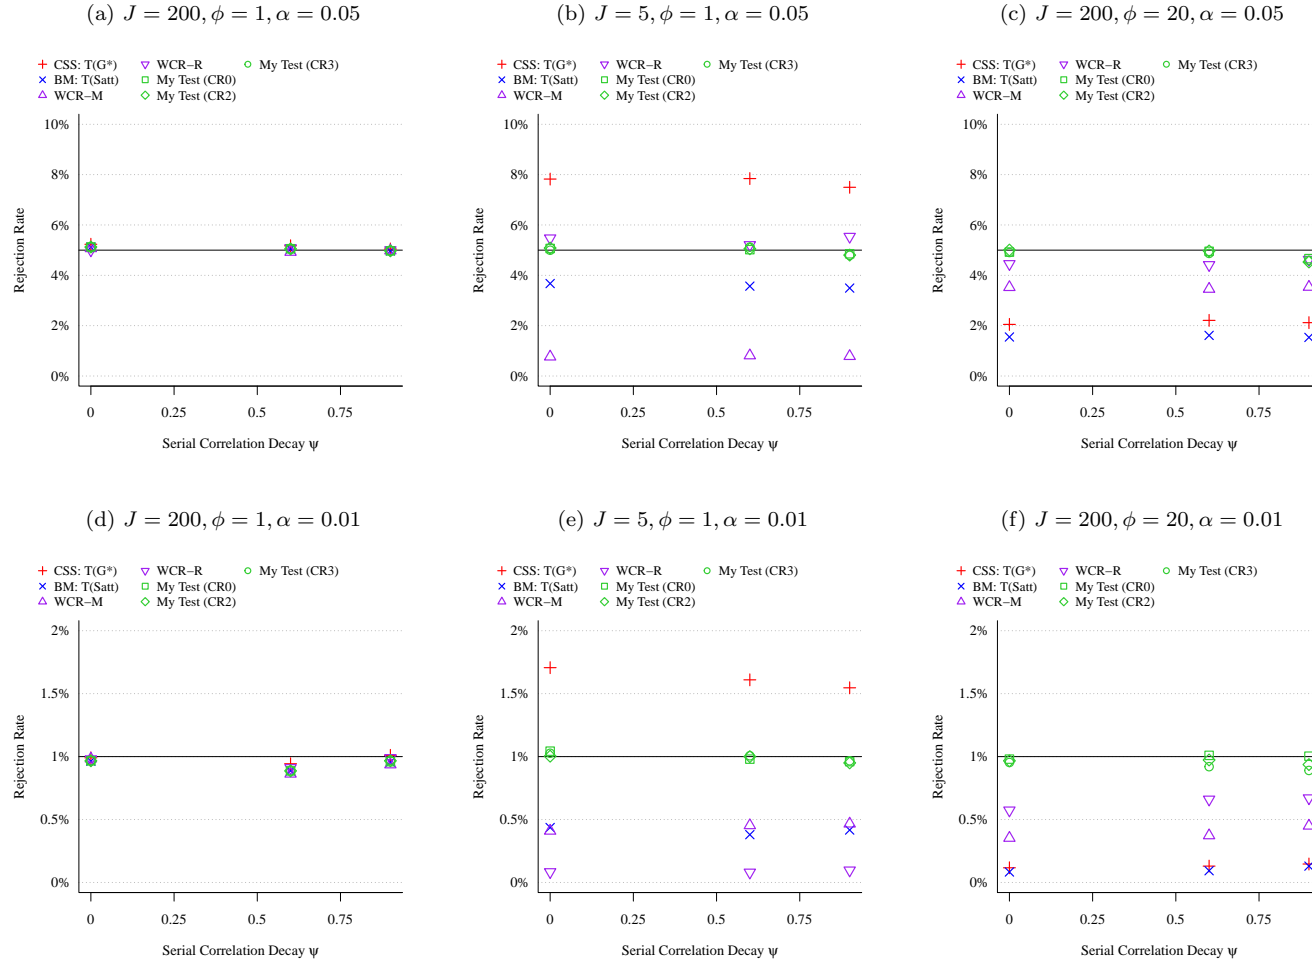 (a) J = 200, ϕ = 1, α = 0.05
CSS: T(G*)
WCR−R
My Test (CR3)
BM: T(Satt)
My Test (CR0)
WCR−M
My Test (CR2)
10%
8%
6%
4%
2%
0%
Rejection Rate
0 0.25 0.5 0.75
Serial Correlation Decay ψ
(b) J = 5, ϕ = 1, α = 0.05
CSS: T(G*)
WCR−R
My Test (CR3)
BM: T(Satt)
My Test (CR0)
WCR−M
My Test (CR2)
10%
8%
6%
4%
2%
0%
Rejection Rate
0 0.25 0.5 0.75
Serial Correlation Decay ψ
(c) J = 200, ϕ = 20, α = 0.05
CSS: T(G*)
WCR−R
My Test (CR3)
BM: T(Satt)
My Test (CR0)
WCR−M
My Test (CR2)
10%
8%
6%
4%
2%
0%
Rejection Rate
0 0.25 0.5 0.75
Serial Correlation Decay ψ
(d) J = 200, ϕ = 1, α = 0.01
CSS: T(G*)
WCR−R
My Test (CR3)
BM: T(Satt)
My Test (CR0)
WCR−M
My Test (CR2)
2%
1.5%
1%
0.5%
0%
Rejection Rate
0 0.25 0.5 0.75
Serial Correlation Decay ψ
(e) J = 5, ϕ = 1, α = 0.01
CSS: T(G*)
WCR−R
My Test (CR3)
BM: T(Satt)
My Test (CR0)
WCR−M
My Test (CR2)
2%
1.5%
1%
0.5%
0%
Rejection Rate
0 0.25 0.5 0.75
Serial Correlation Decay ψ
(f) J = 200, ϕ = 20, α = 0.01
CSS: T(G*)
WCR−R
My Test (CR3)
BM: T(Satt)
My Test (CR0)
WCR−M
My Test (CR2)
2%
1.5%
1%
0.5%
0%
Rejection Rate
0 0.25 0.5 0.75
Serial Correlation Decay ψ